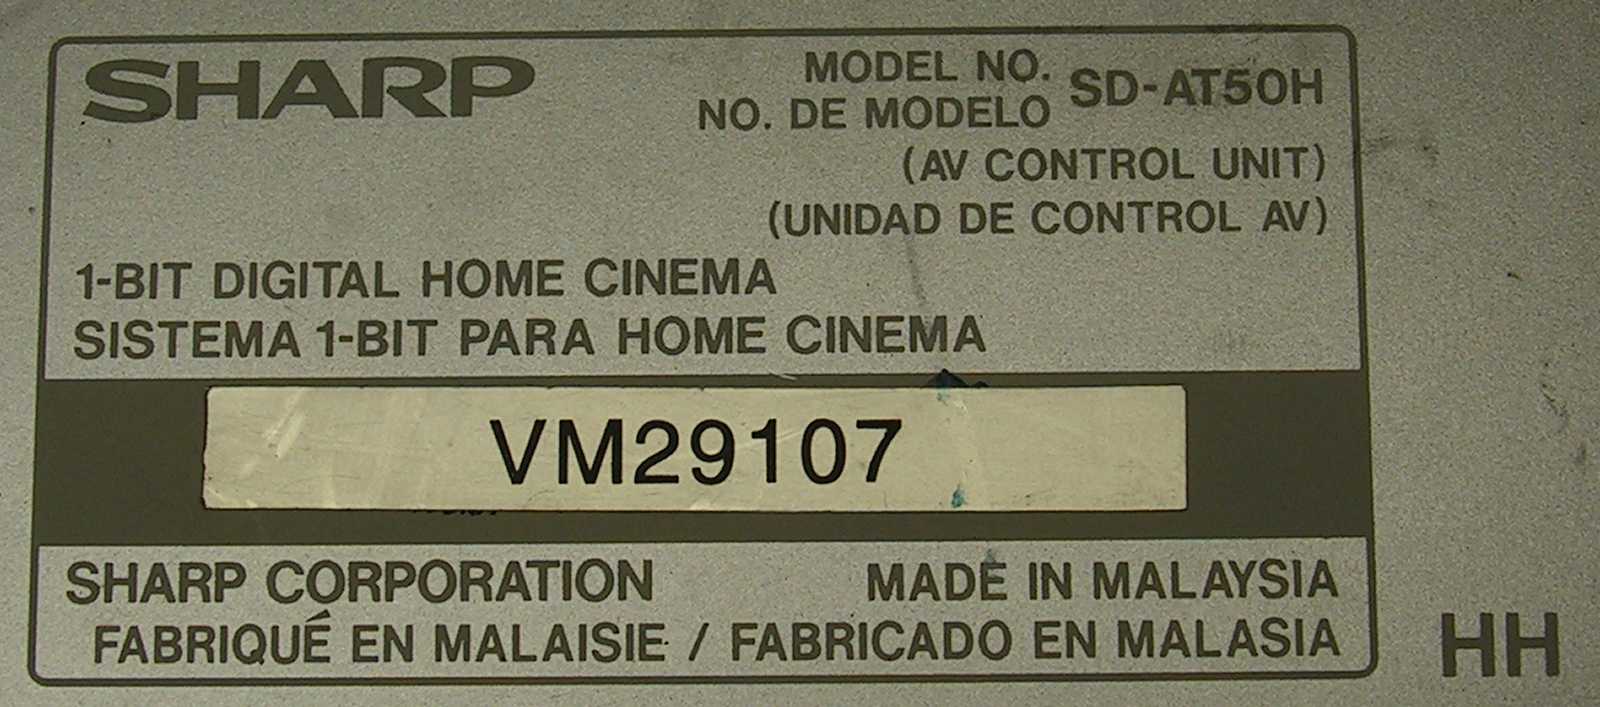 SHARP
MODEL NO.
NO. DE MODELO
SD-AT50H
(AV CONTROL UNIT)
(UNIDAD DE CONTROL AV)
1-BIT DIGITAL HOME CINEMA
SISTEMA 1-BIT PARA HOME CINEMA
VM29107
SHARP CORPORATION
MADE IN MALAYSIA
FABRIQUÉ EN MALAISIE / FABRICADO EN MALASIA
HH